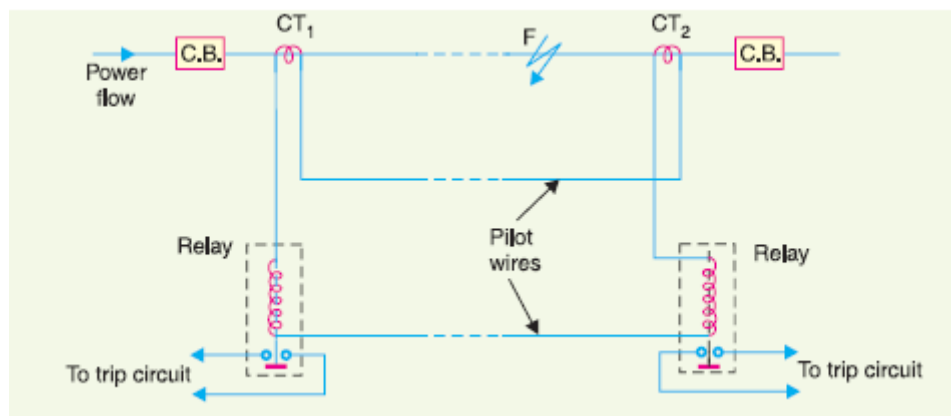 CT1
F
CT2
C.B.
C.B.
Power
flow
Relay
Pilot
wires
Relay
To trip circuit
To trip circuit